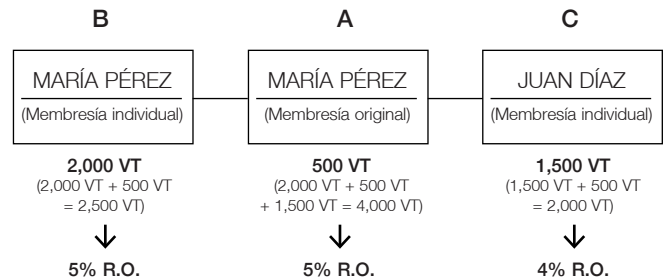 B
MARÍA PÉREZ
(Membresía individual)
2,000 VT
(2,000 VT + 500 VT
= 2,500 VT)
5% R.O.
A
MARÍA PÉREZ
(Membresía original)
500 VT
(2,000 VT + 500 VT
+ 1,500 VT = 4,000 VT)
5% R.O.
C
JUAN DÍAZ
(Membresía individual)
1,500 VT
(1,500 VT + 500 VT
= 2,000 VT)
4% R.O.